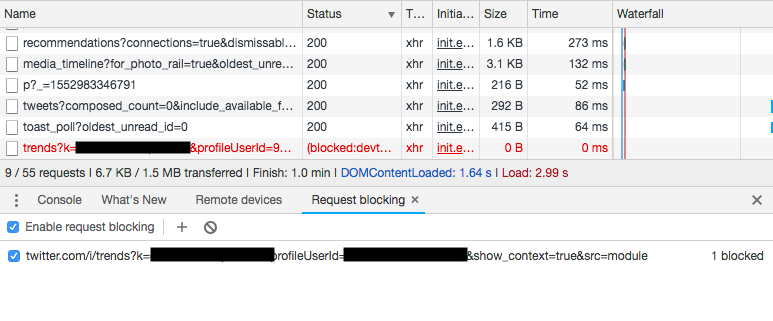 Name Status T… Initia… Size Time Waterfall
recommendations?connections=true&dismissabl… 200 xhr init.e… 1.6 KB 273 ms
media_timeline?for_photo_rail=true&oldest_unre… 200 xhr init.e… 3.1 KB 132 ms
p?_=1552983346791 200 xhr init.e… 216 B 52 ms
tweets?composed_count=0&include_available_f… 200 xhr init.e… 292 B 86 ms
toast_poll?oldest_unread_id=0 200 xhr init.e… 415 B 64 ms
trends?k= &profileUserId=9… (blocked:devt… xhr init.e… 0 B 0 ms
9 / 55 requests | 6.7 KB / 1.5 MB transferred | Finish: 1.0 min | DOMContentLoaded: 1.64 s | Load: 2.99 s
Console What's New Remote devices Request blocking ×
Enable request blocking
twitter.com/i/trends?k= profileUserId= &show_context=true&src=module 1 blocked